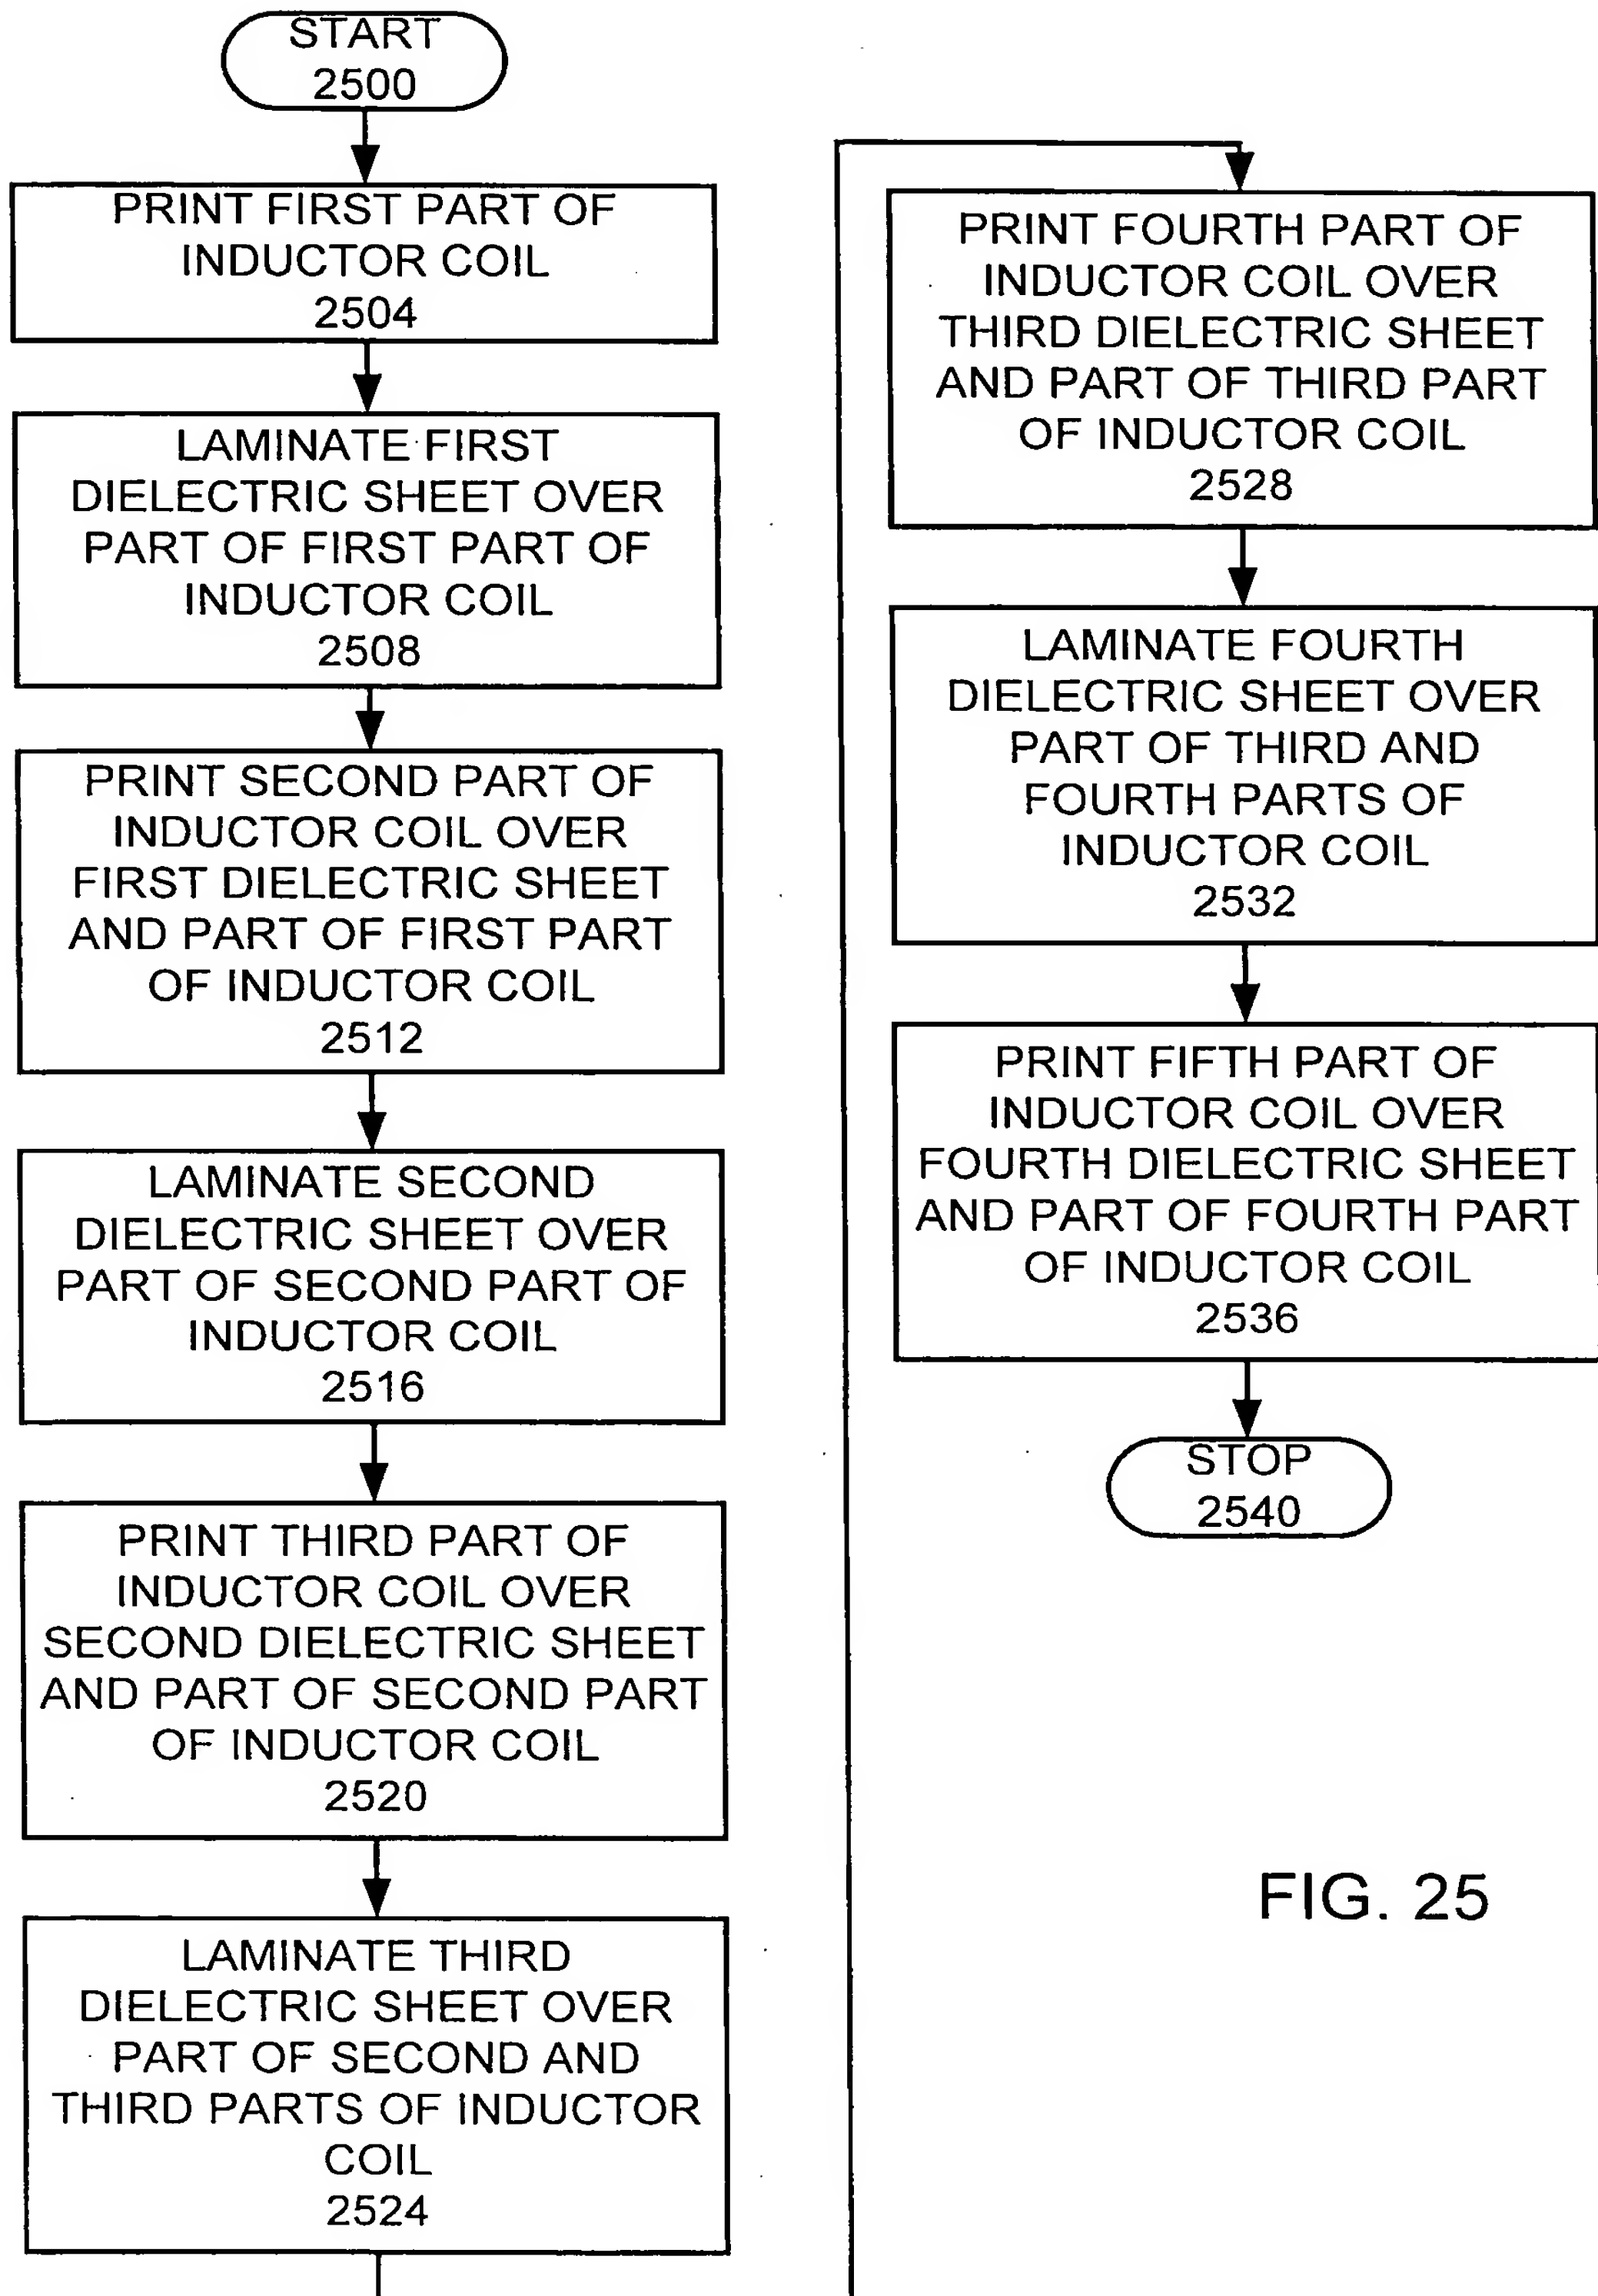 START
2500
PRINT FIRST PART OF
INDUCTOR COIL
2504
LAMINATE FIRST
DIELECTRIC SHEET OVER
PART OF FIRST PART OF
INDUCTOR COIL
2508
PRINT SECOND PART OF
INDUCTOR COIL OVER
FIRST DIELECTRIC SHEET
AND PART OF FIRST PART
OF INDUCTOR COIL
2512
LAMINATE SECOND
DIELECTRIC SHEET OVER
PART OF SECOND PART OF
INDUCTOR COIL
2516
PRINT THIRD PART OF
INDUCTOR COIL OVER
SECOND DIELECTRIC SHEET
AND PART OF SECOND PART
OF INDUCTOR COIL
2520
LAMINATE THIRD
DIELECTRIC SHEET OVER
PART OF SECOND AND
THIRD PARTS OF INDUCTOR
COIL
2524
PRINT FOURTH PART OF
INDUCTOR COIL OVER
THIRD DIELECTRIC SHEET
AND PART OF THIRD PART
OF INDUCTOR COIL
2528
LAMINATE FOURTH
DIELECTRIC SHEET OVER
PART OF THIRD AND
FOURTH PARTS OF
INDUCTOR COIL
2532
PRINT FIFTH PART OF
INDUCTOR COIL OVER
FOURTH DIELECTRIC SHEET
AND PART OF FOURTH PART
OF INDUCTOR COIL
2536
STOP
2540
FIG. 25